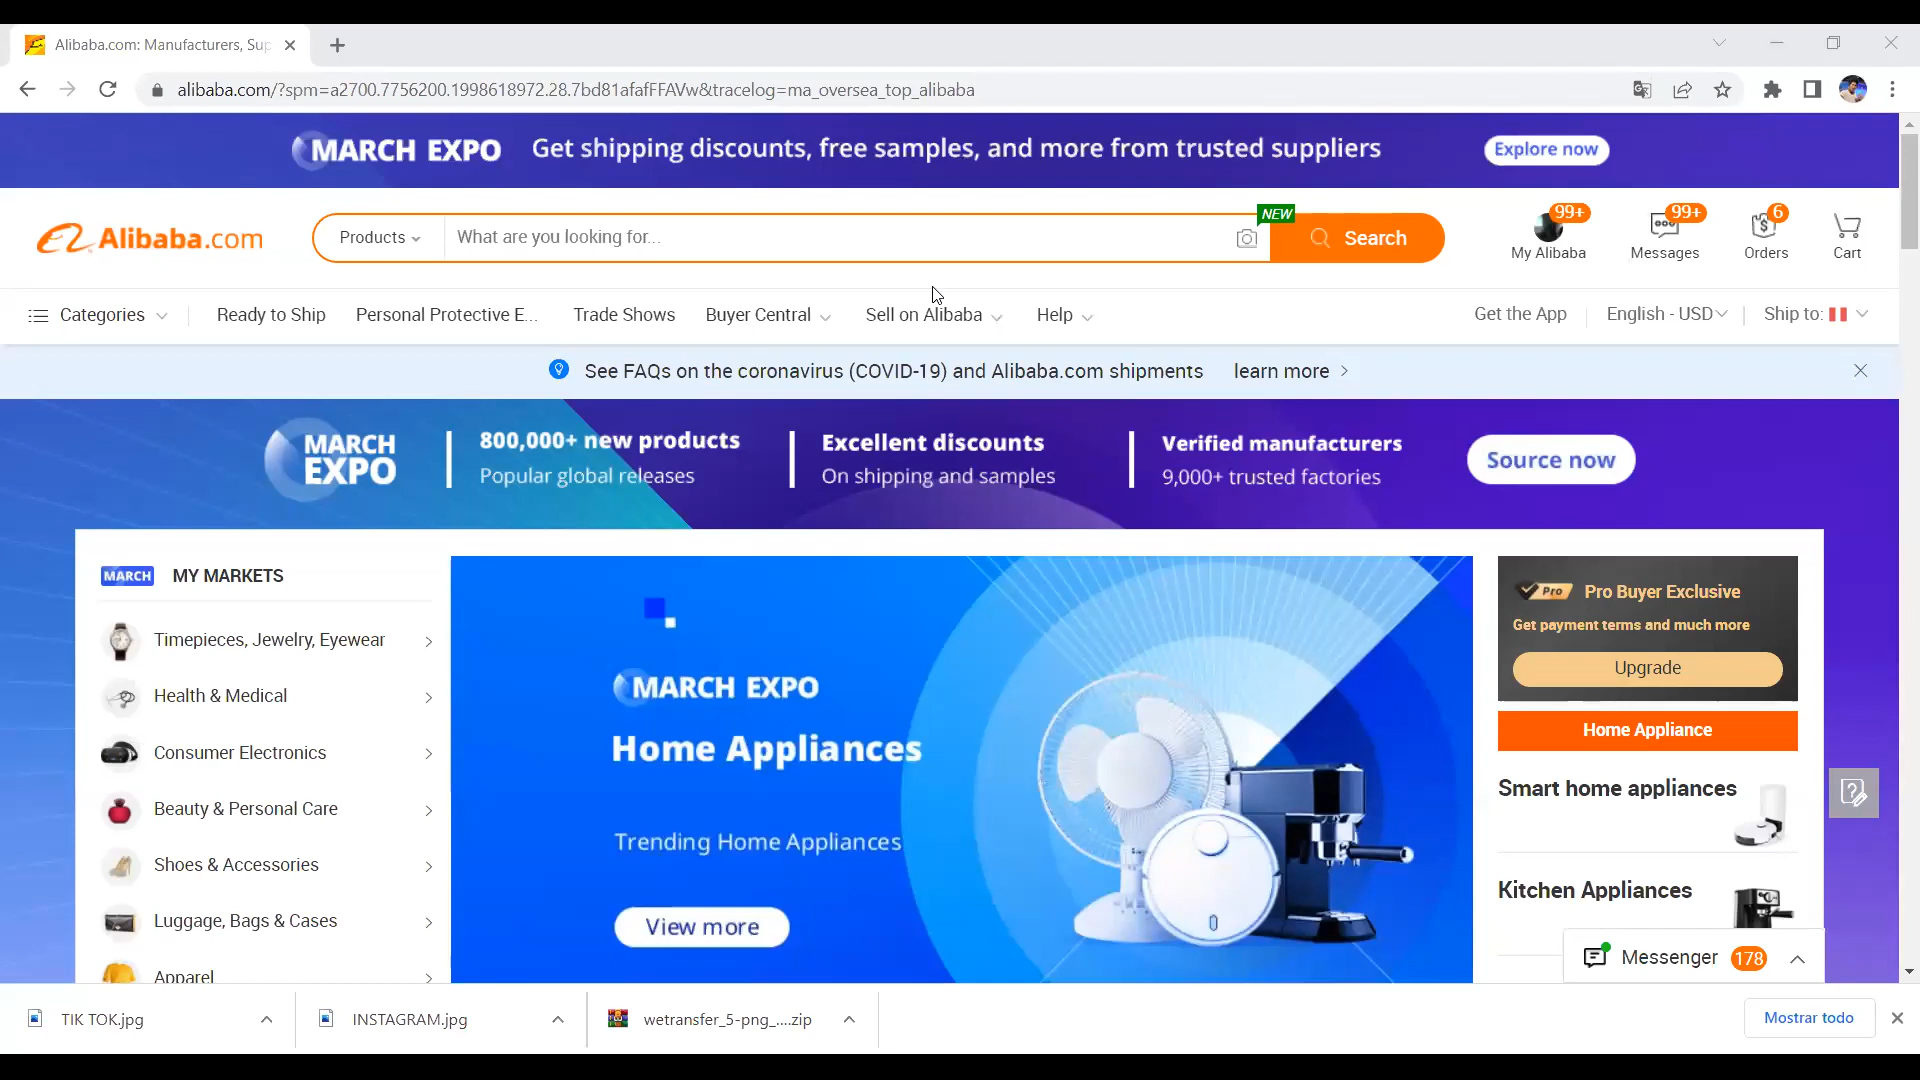 Alibaba.com: Manufacturers, Sup
alibaba.com/?spm=a2700.7756200.1998618972.28.7bd81afafFFAVw&tracelog=ma_oversea_top_alibaba
MARCH EXPO Get shipping discounts, free samples, and more from trusted suppliers Explore now
Alibaba.com Products What are you looking for... NEW Search
99+ 99+ 6
My Alibaba Messages Orders Cart
Categories Ready to Ship Personal Protective E... Trade Shows Buyer Central Sell on Alibaba Help Get the App English - USD Ship to:
See FAQs on the coronavirus (COVID-19) and Alibaba.com shipments learn more
MARCH EXPO
800,000+ new products
Popular global releases
Excellent discounts
On shipping and samples
Verified manufacturers
9,000+ trusted factories
Source now
MARCH MY MARKETS
Timepieces, Jewelry, Eyewear
Health & Medical
Consumer Electronics
Beauty & Personal Care
Shoes & Accessories
Luggage, Bags & Cases
Apparel
MARCH EXPO
Home Appliances
Trending Home Appliances
View more
Pro Pro Buyer Exclusive
Get payment terms and much more
Upgrade
Home Appliance
Smart home appliances
Kitchen Appliances
Messenger 178
TIK TOK.jpg INSTAGRAM.jpg wetransfer_5-png_....zip Mostrar todo